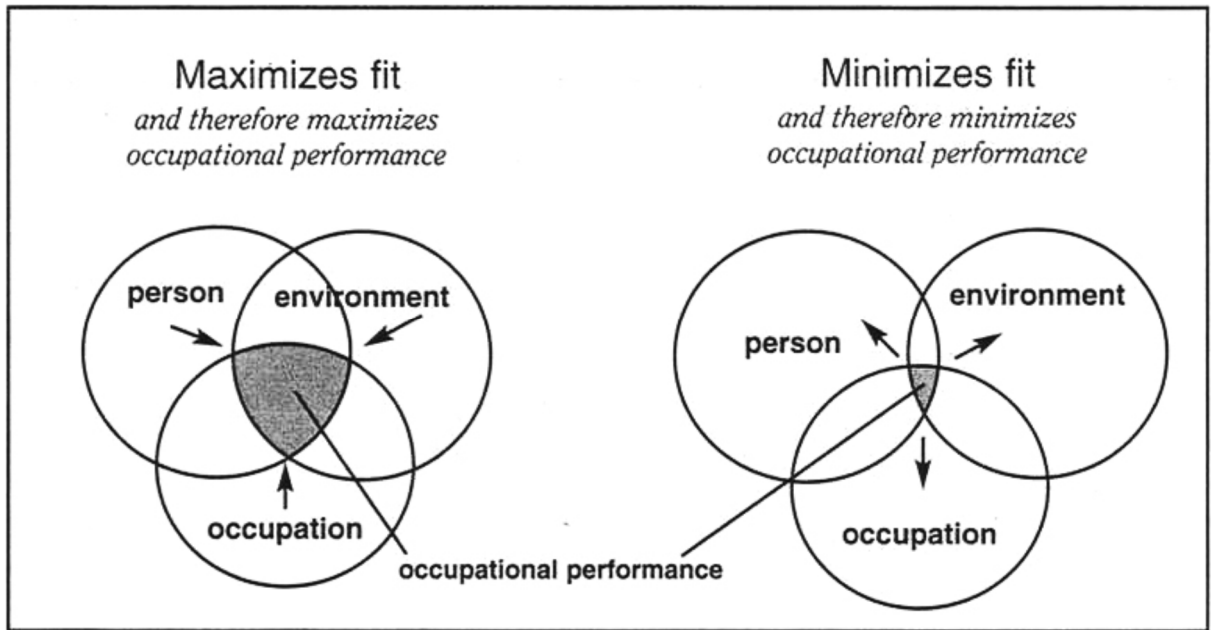 Maximizes fit
and therefore maximizes
occupational performance
Minimizes fit
and therefore minimizes
occupational performance
person
environment
occupation
person
environment
occupation
occupational performance